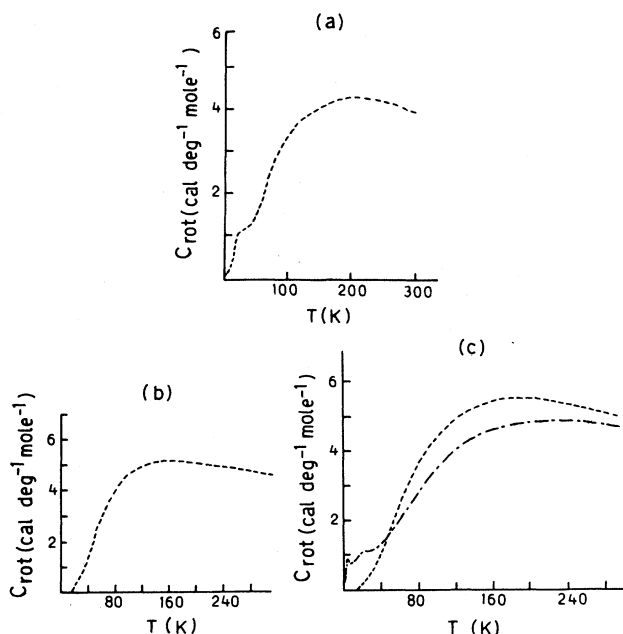 (a)
Crot(cal deg⁻¹ mole⁻¹)
6
4
2
100 200 300
T(K)
(b)
Crot(cal deg⁻¹ mole⁻¹)
6
4
2
80 160 240
T (K)
(c)
Crot(cal deg⁻¹ mole⁻¹)
6
4
2
80 160 240
T (K)